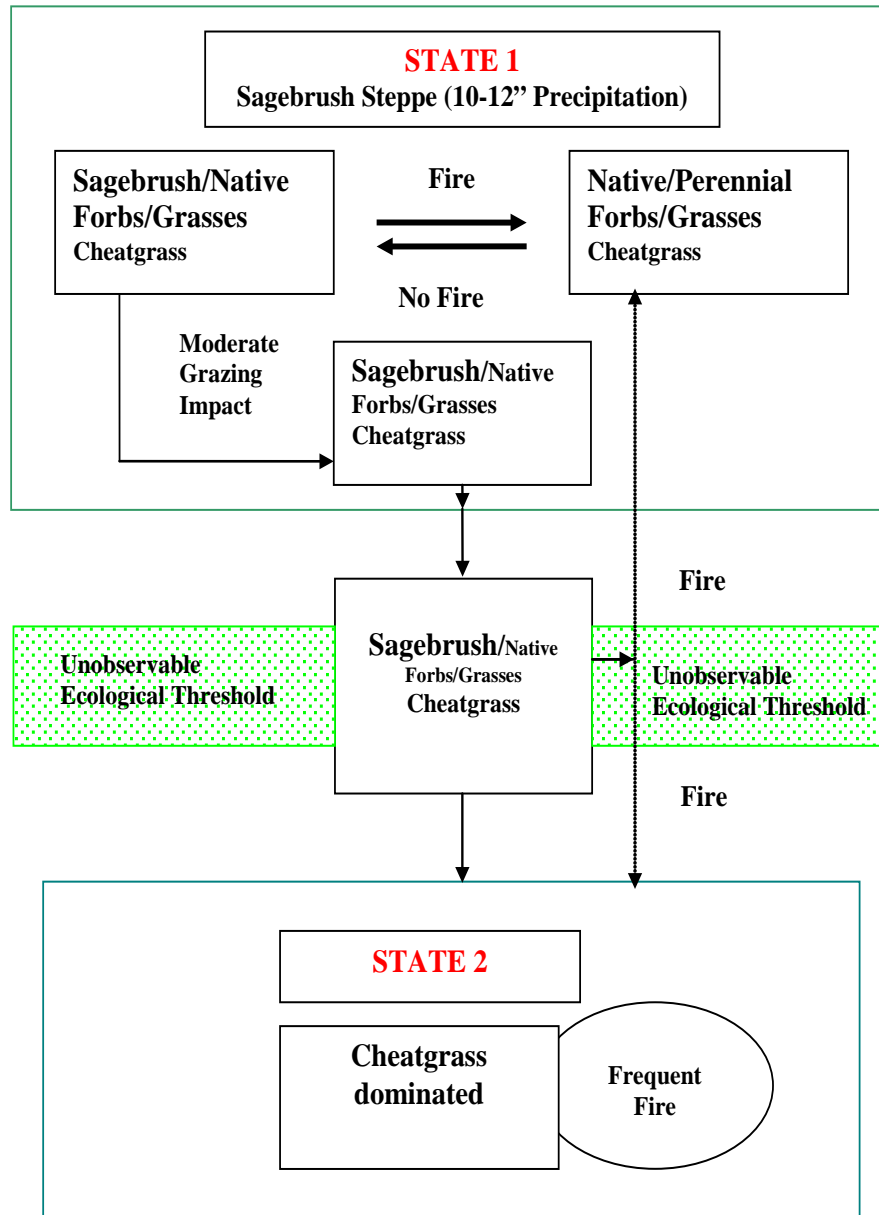 STATE 1
Sagebrush Steppe (10-12” Precipitation)
Sagebrush/Native
Forbs/Grasses
Cheatgrass
Fire
No Fire
Native/Perennial
Forbs/Grasses
Cheatgrass
Moderate
Grazing
Impact
Sagebrush/Native
Forbs/Grasses
Cheatgrass
Fire
Unobservable
Ecological Threshold
Sagebrush/Native
Forbs/Grasses
Cheatgrass
Unobservable
Ecological Threshold
Fire
STATE 2
Cheatgrass
dominated
Frequent
Fire